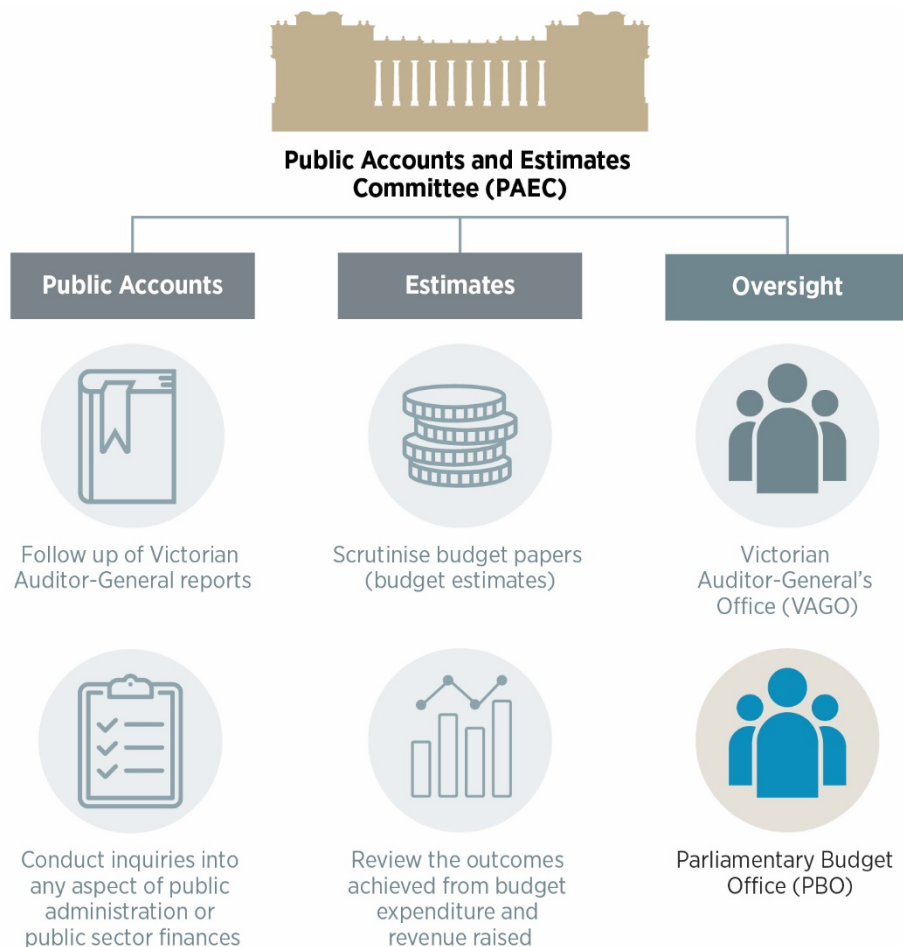 Public Accounts and Estimates
Committee (PAEC)
Public Accounts
Estimates
Oversight
Follow up of Victorian
Auditor-General reports
Scrutinise budget papers
(budget estimates)
Victorian
Auditor-General's
Office (VAGO)
Conduct inquiries into
any aspect of public
administration or
public sector finances
Review the outcomes
achieved from budget
expenditure and
revenue raised
Parliamentary Budget
Office (PBO)